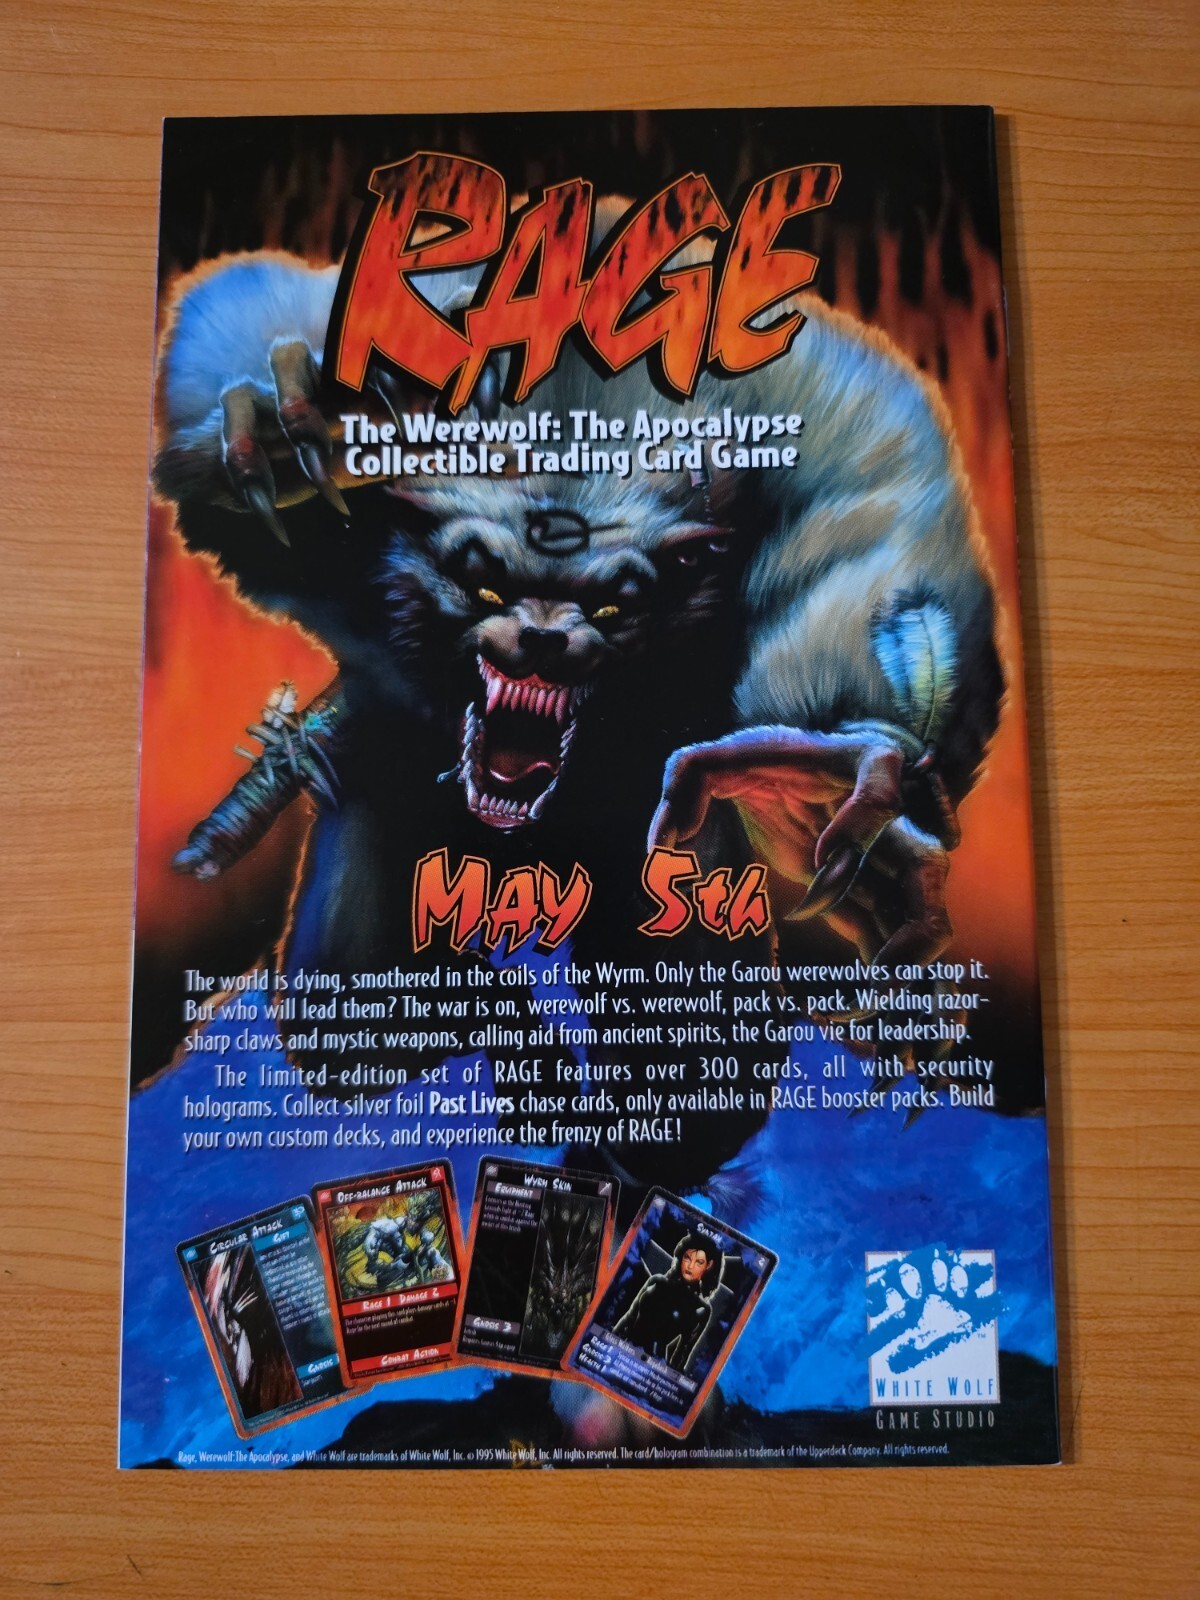 RAGE
The Werewolf: The Apocalypse
Collectible Trading Card Game
May 5th
The world is dying, smothered in the coils of the Wyrm. Only the Garou werewolves can stop it.
But who will lead them? The war is on, werewolf vs. werewolf, pack vs. pack. Wielding razor-
sharp claws and mystic weapons, calling aid from ancient spirits, the Garou vie for leadership.
The limited-edition set of RAGE features over 300 cards, all with security
holograms. Collect silver foil Past Lives chase cards, only available in RAGE booster packs. Build
your own custom decks, and experience the frenzy of RAGE!
Circular Attack
Gift
Gnosis
Off-balance Attack
Rage 1 Damage 2
Combat Action
Wyrm Skin
Equipment
Gnosis 3
Rage 1
Gnosis 3
Health 1
White Wolf
Game Studio
Rage, Werewolf:The Apocalypse, and White Wolf are trademarks of White Wolf, Inc. © 1995 White Wolf, Inc. All rights reserved. The card/hologram combination is a trademark of the Upperdeck Company. All rights reserved.